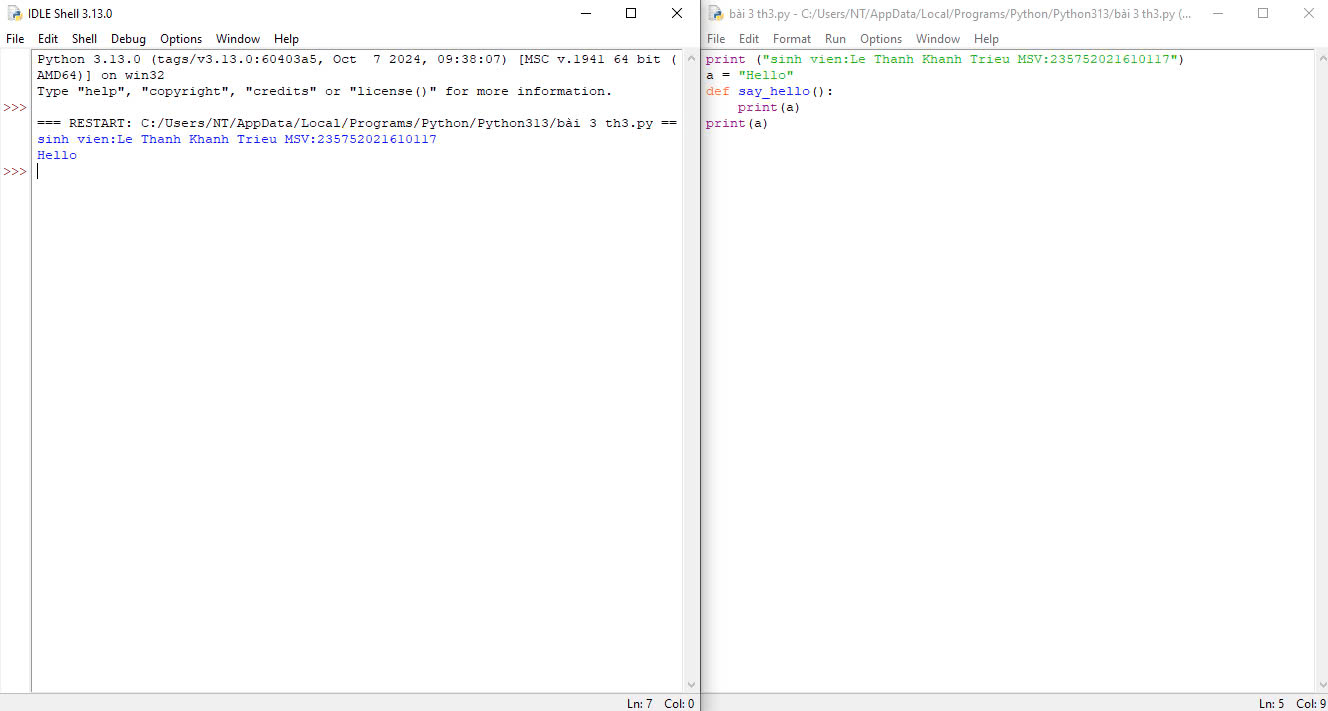 IDLE Shell 3.13.0
File Edit Shell Debug Options Window Help
Python 3.13.0 (tags/v3.13.0:60403a5, Oct  7 2024, 09:38:07) [MSC v.1941 64 bit (
AMD64)] on win32
Type "help", "copyright", "credits" or "license()" for more information.
>>>
=== RESTART: C:/Users/NT/AppData/Local/Programs/Python/Python313/bài 3 th3.py ==
sinh vien:Le Thanh Khanh Trieu MSV:235752021610117
Hello
>>>
Ln: 7 Col: 0
bài 3 th3.py - C:/Users/NT/AppData/Local/Programs/Python/Python313/bài 3 th3.py (...
File Edit Format Run Options Window Help
print ("sinh vien:Le Thanh Khanh Trieu MSV:235752021610117")
a = "Hello"
def say_hello():
    print(a)
print(a)
Ln: 5 Col: 9